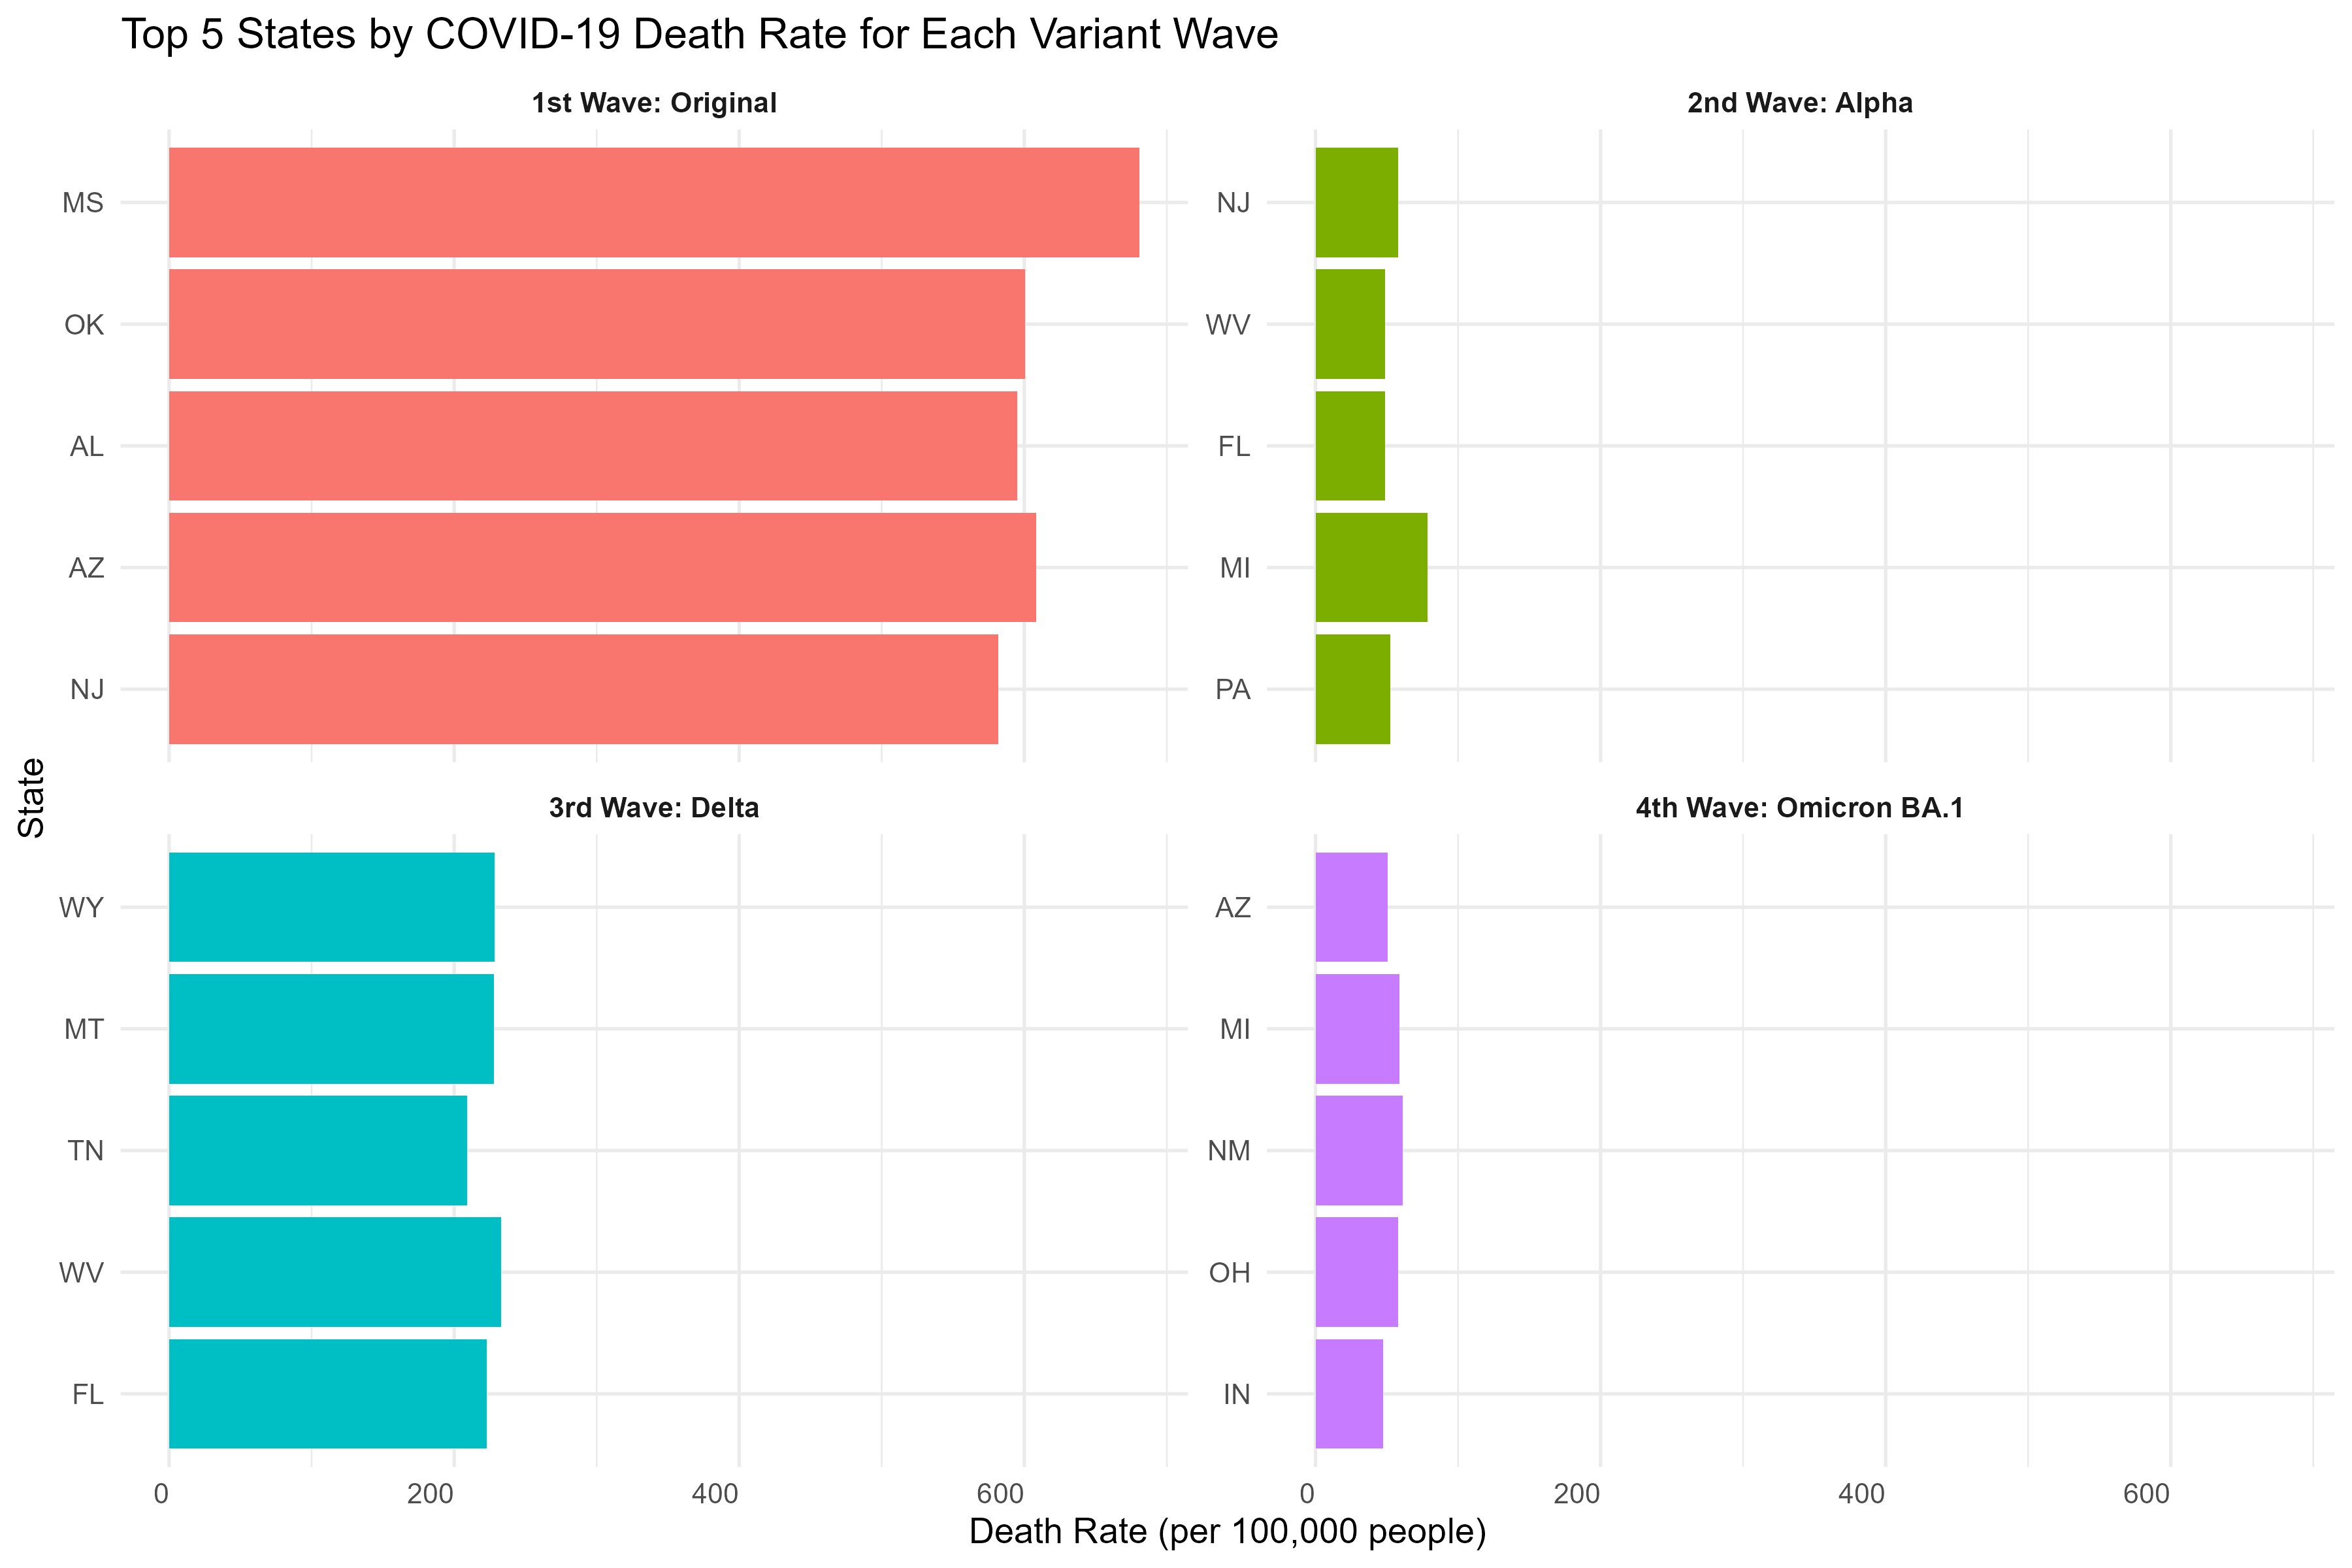 Top 5 States by COVID-19 Death Rate for Each Variant Wave
1st Wave: Original
MS
OK
AL
AZ
NJ
2nd Wave: Alpha
NJ
WV
FL
MI
PA
State
3rd Wave: Delta
WY
MT
TN
WV
FL
0 200 400 600
4th Wave: Omicron BA.1
AZ
MI
NM
OH
IN
0 200 400 600
Death Rate (per 100,000 people)